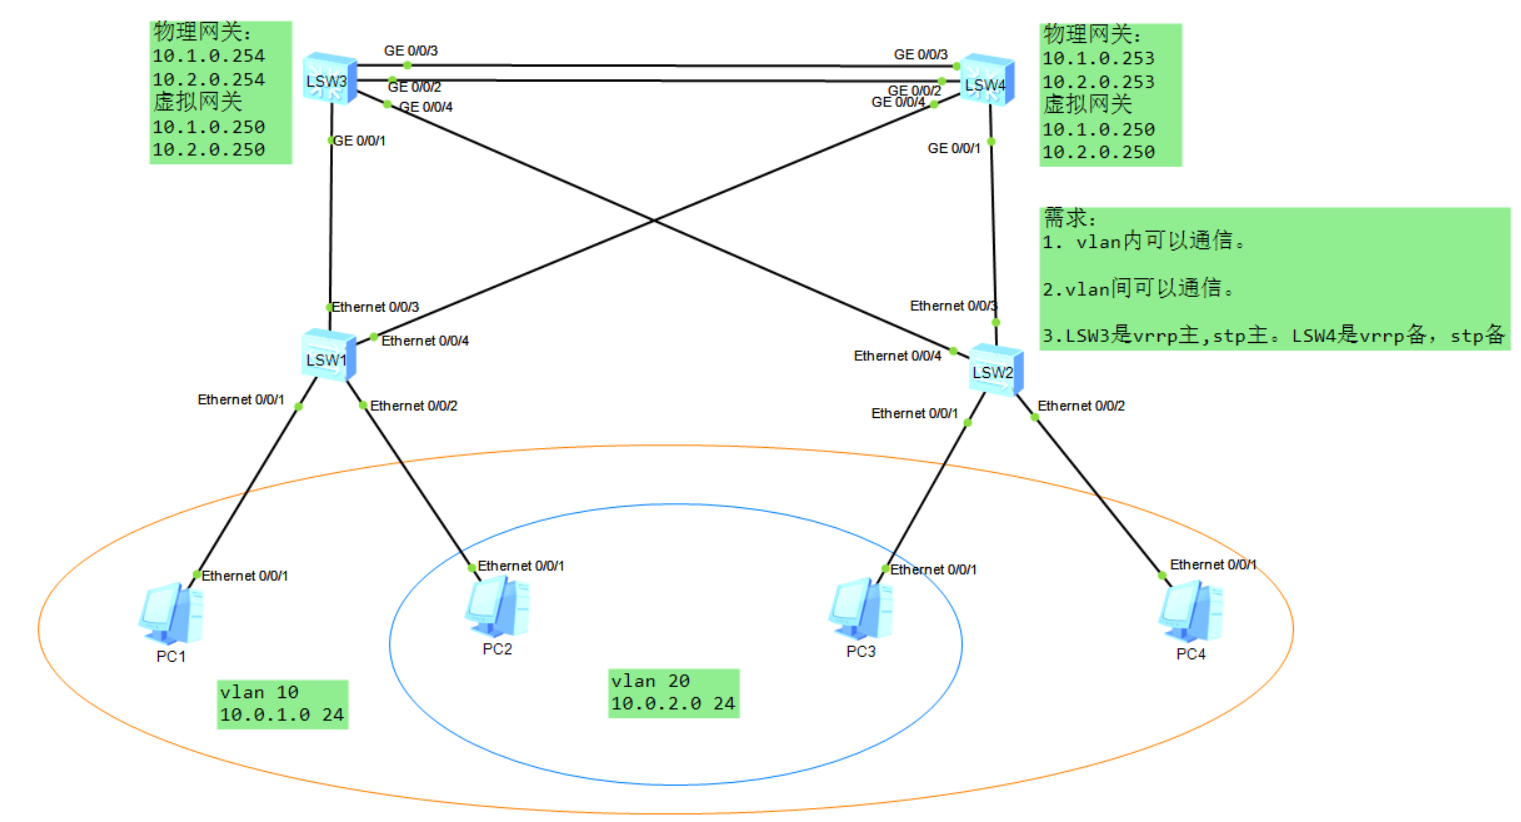 物理网关：
10.1.0.254
10.2.0.254
虚拟网关
10.1.0.250
10.2.0.250
物理网关：
10.1.0.253
10.2.0.253
虚拟网关
10.1.0.250
10.2.0.250
GE 0/0/3
GE 0/0/3
LSW3
LSW4
GE 0/0/2
GE 0/0/2
GE 0/0/4
GE 0/0/4
GE 0/0/1
GE 0/0/1
需求：
1. vlan内可以通信。
2.vlan间可以通信。
3.LSW3是vrrp主,stp主。LSW4是vrrp备，stp备
Ethernet 0/0/3
Ethernet 0/0/3
Ethernet 0/0/4
Ethernet 0/0/4
LSW1
LSW2
Ethernet 0/0/1
Ethernet 0/0/2
Ethernet 0/0/1
Ethernet 0/0/2
Ethernet 0/0/1
Ethernet 0/0/1
Ethernet 0/0/1
Ethernet 0/0/1
PC1
PC2
PC3
PC4
vlan 10
10.0.1.0 24
vlan 20
10.0.2.0 24